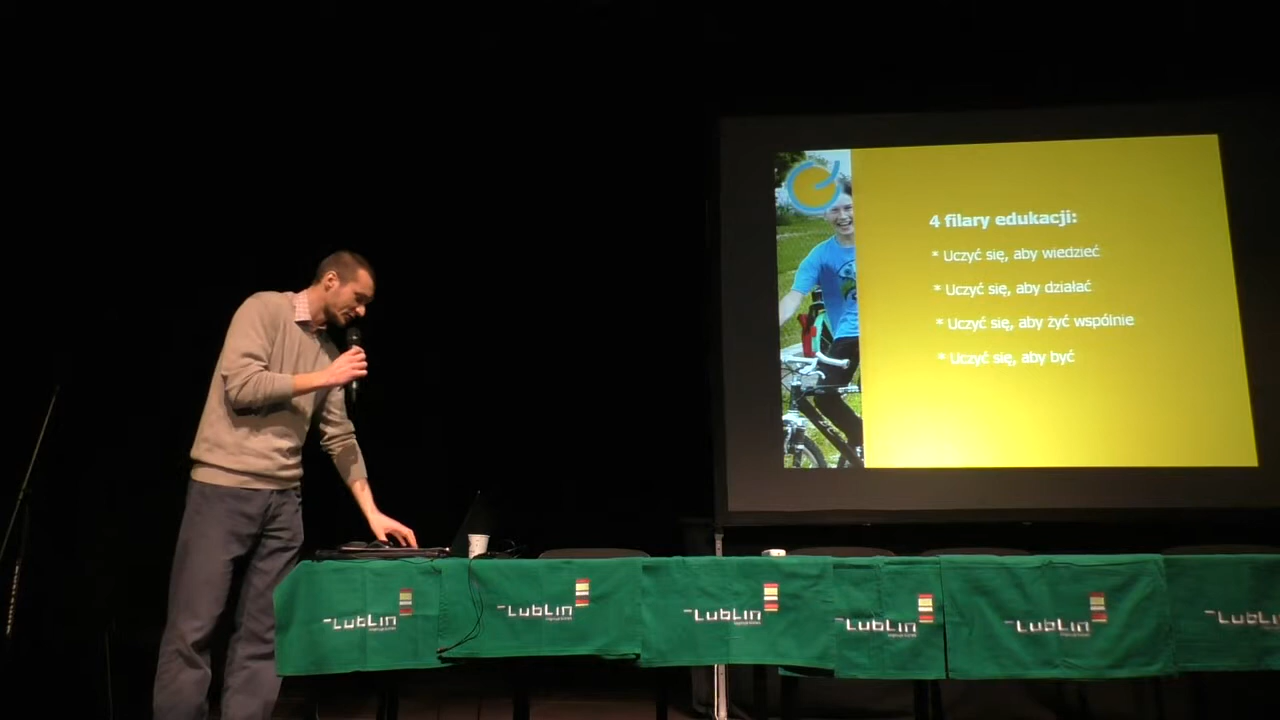 4 filary edukacji:
* Uczyć się, aby wiedzieć
* Uczyć się, aby działać
* Uczyć się, aby żyć wspólnie
* Uczyć się, aby być
Lublin
Lublin
Lublin
Lublin
Lublin